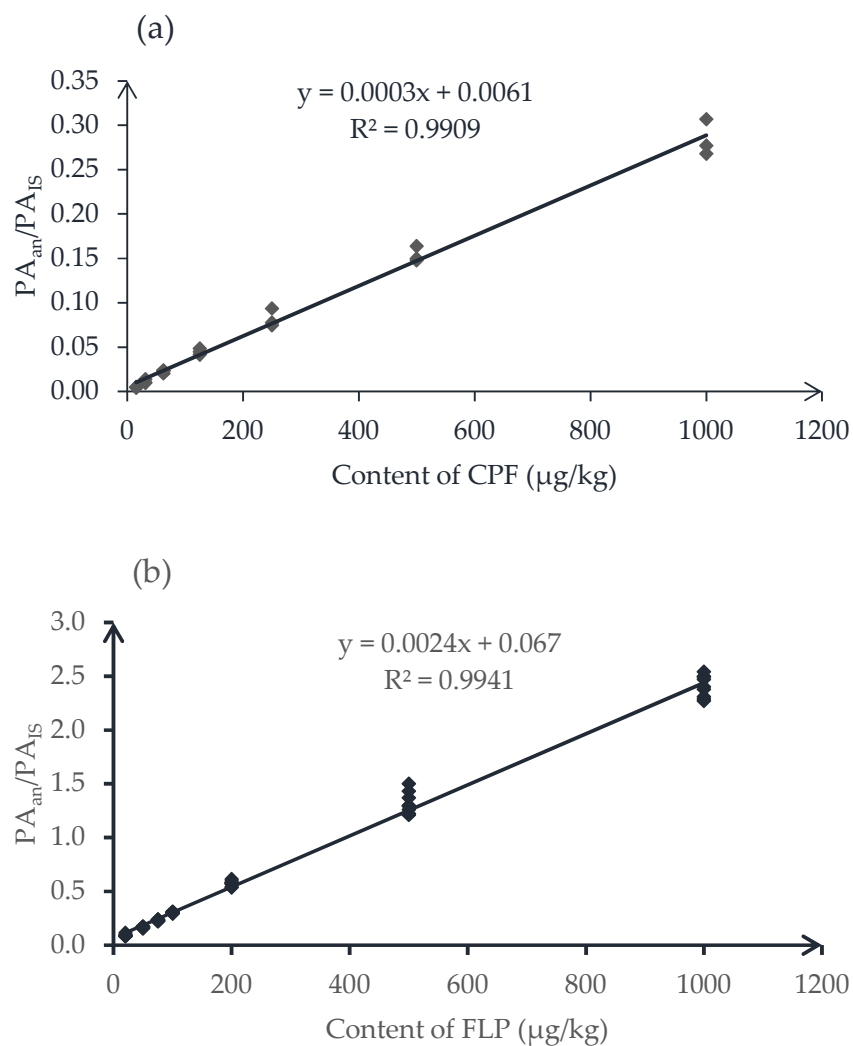 (a)
y = 0.0003x + 0.0061
R² = 0.9909
0.35
0.30
0.25
0.20
0.15
0.10
0.05
0.00
PAan/PAIS
0 200 400 600 800 1000 1200
Content of CPF (µg/kg)
(b)
y = 0.0024x + 0.067
R² = 0.9941
3.0
2.5
2.0
1.5
1.0
0.5
0.0
PAan/PAIS
0 200 400 600 800 1000 1200
Content of FLP (µg/kg)